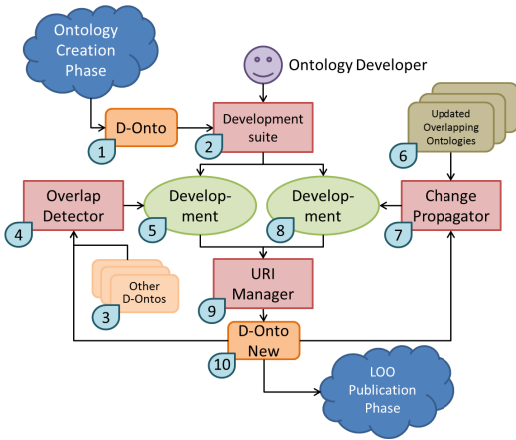 Ontology
Creation
Phase
Ontology Developer
D-Onto
1
Development
suite
2
Updated
Overlapping
Ontologies
6
Overlap
Detector
4
Develop-
ment
5
Develop-
ment
8
Change
Propagator
7
Other
D-Ontos
3
URI
Manager
9
D-Onto
New
10
LOO
Publication
Phase